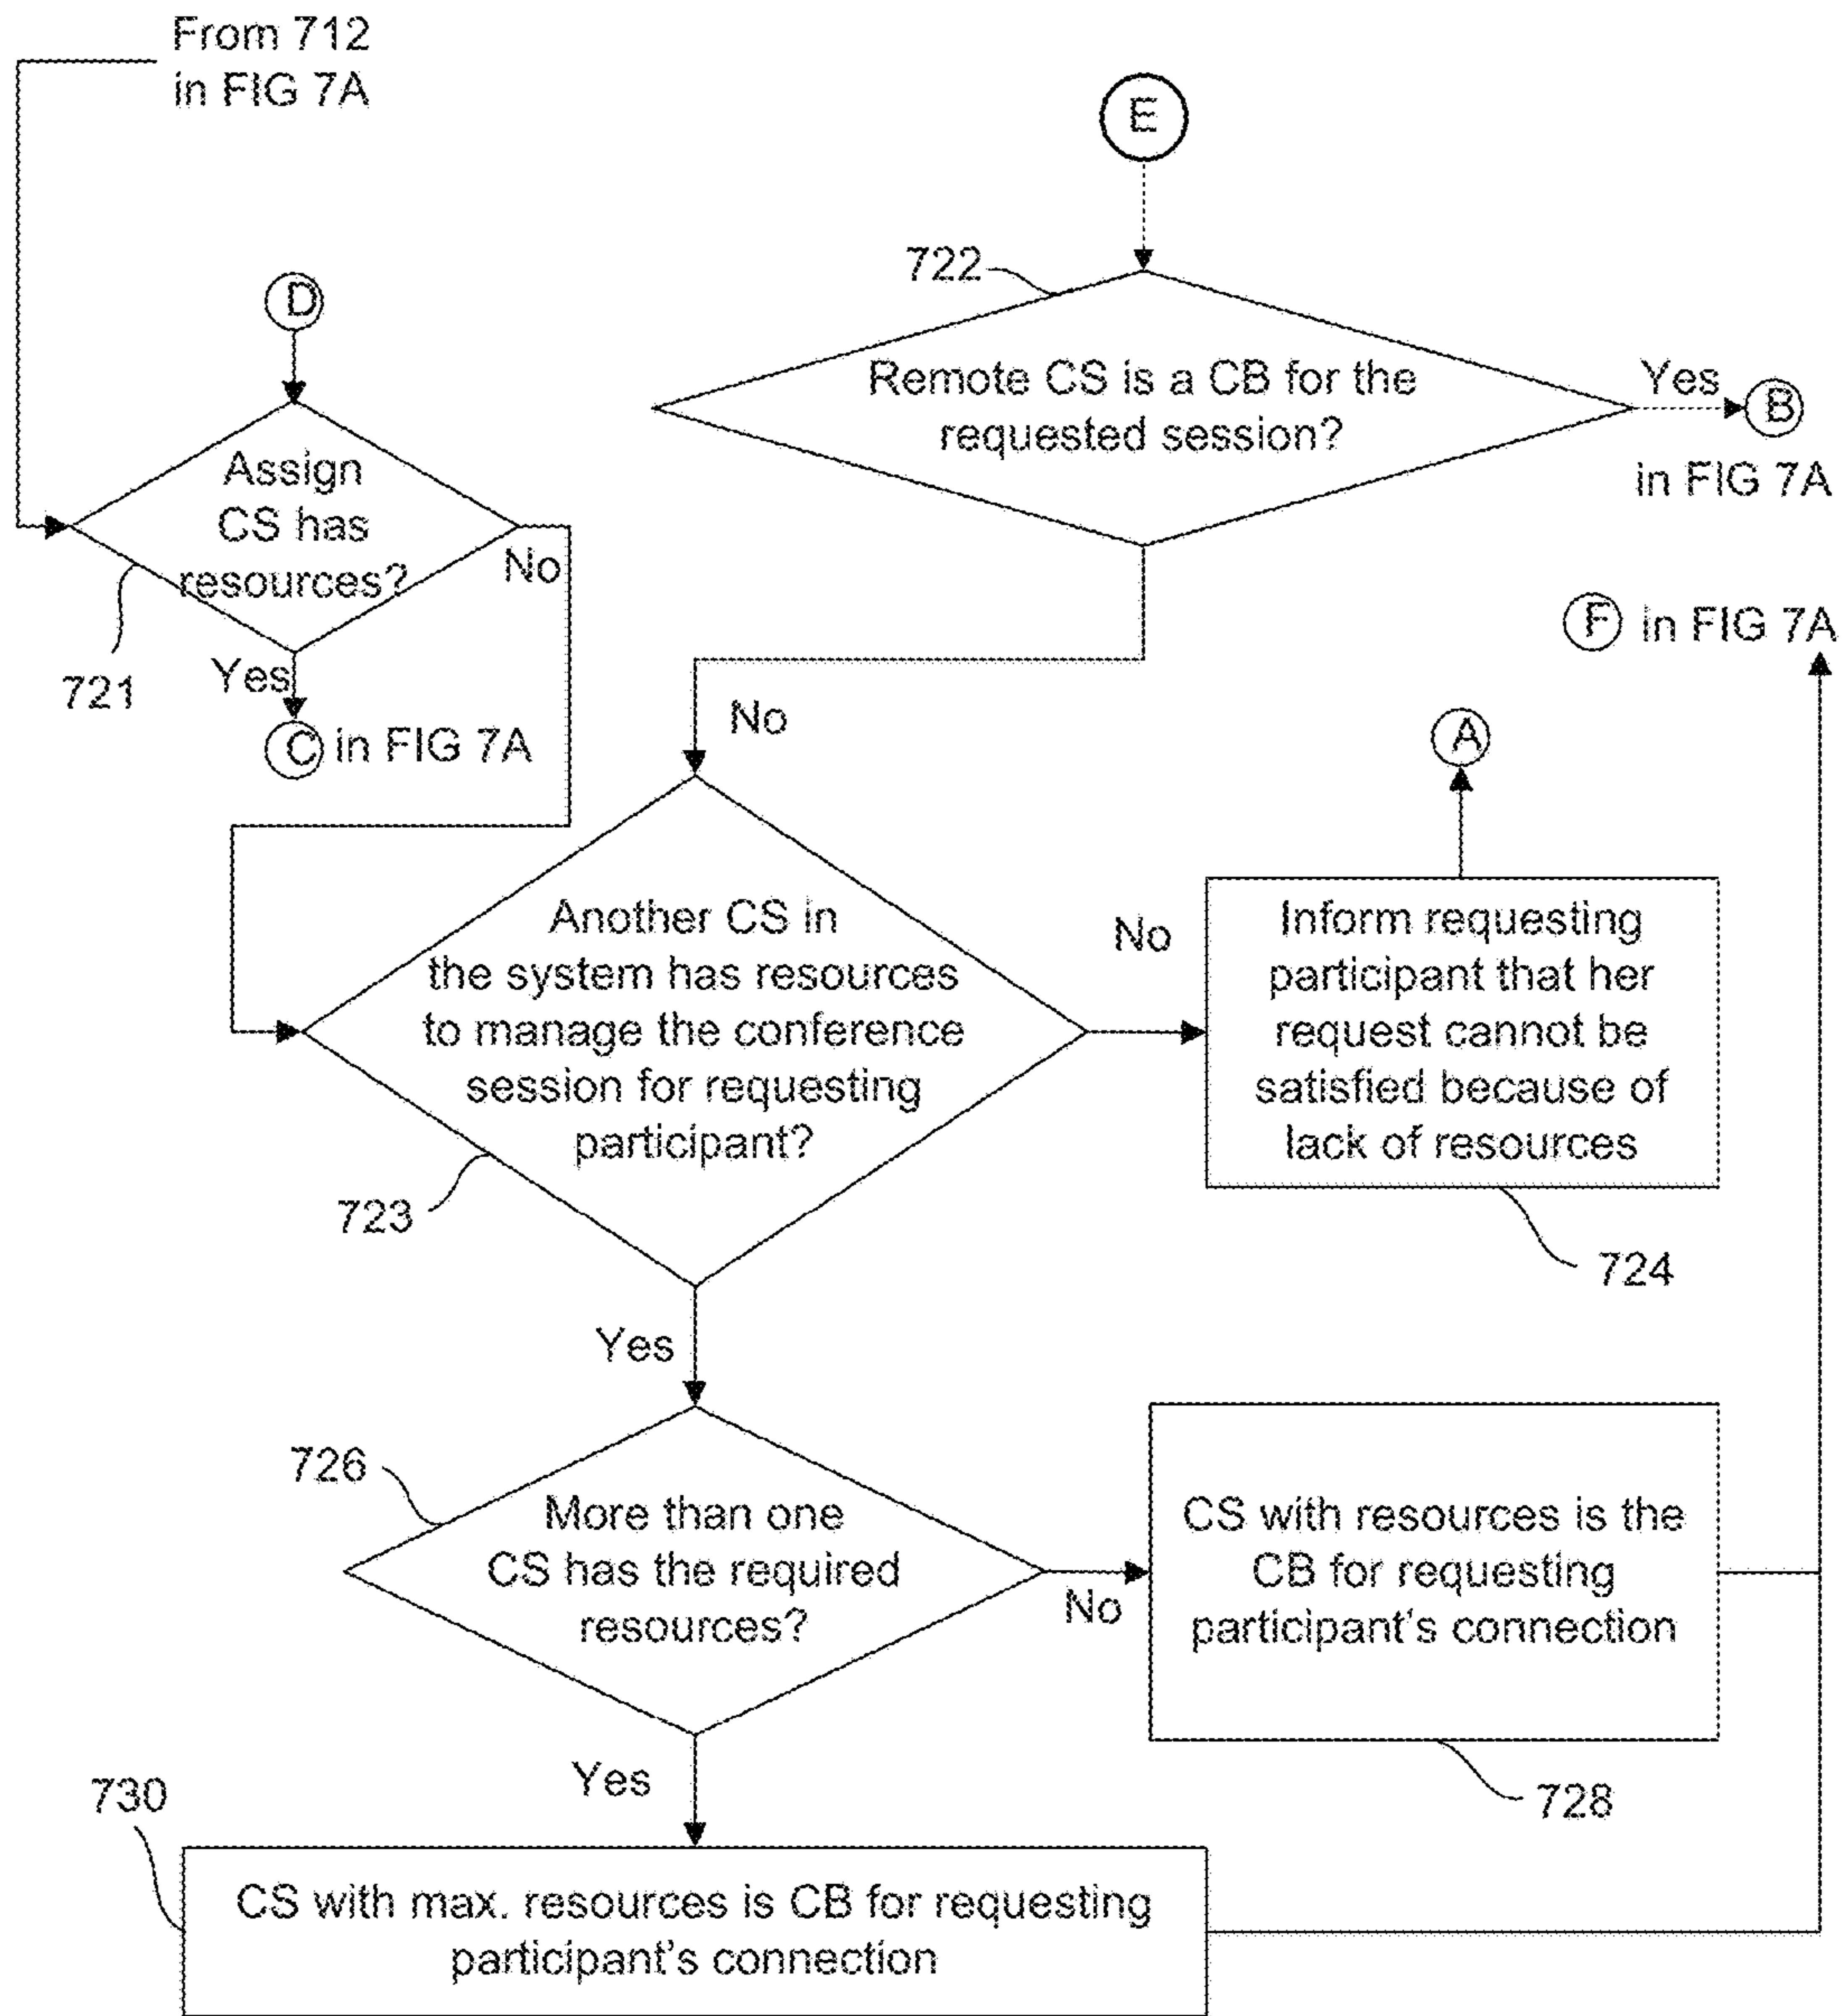 From 712
in FIG 7A
E
722
D
Remote CS is a CB for the
requested session?
Yes
B
in FIG 7A
Assign
CS has
resources?
No
721
Yes
C in FIG 7A
F in FIG 7A
No
A
Another CS in
the system has resources
to manage the conference
session for requesting
participant?
723
No
Inform requesting
participant that her
request cannot be
satisfied because of
lack of resources
724
Yes
726
More than one
CS has the required
resources?
No
CS with resources is the
CB for requesting
participant's connection
728
Yes
730
CS with max. resources is CB for requesting
participant's connection